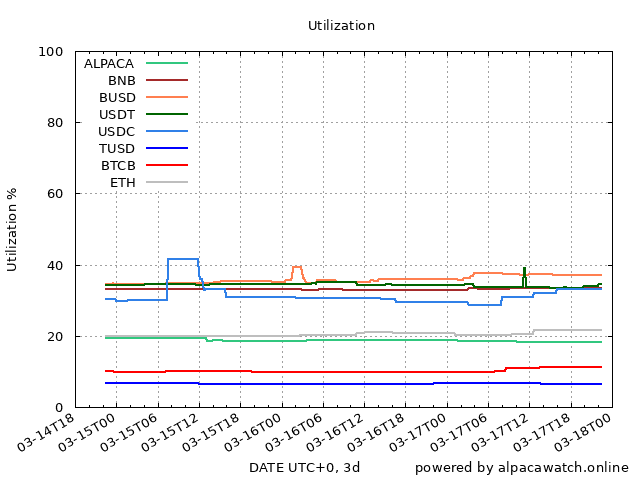 Utilization
Utilization %
100
80
60
40
20
0
ALPACA
BNB
BUSD
USDT
USDC
TUSD
BTCB
ETH
03-14T18
03-15T00
03-15T06
03-15T12
03-15T18
03-16T00
03-16T06
03-16T12
03-16T18
03-17T00
03-17T06
03-17T12
03-17T18
03-18T00
DATE UTC+0, 3d
powered by alpacawatch.online